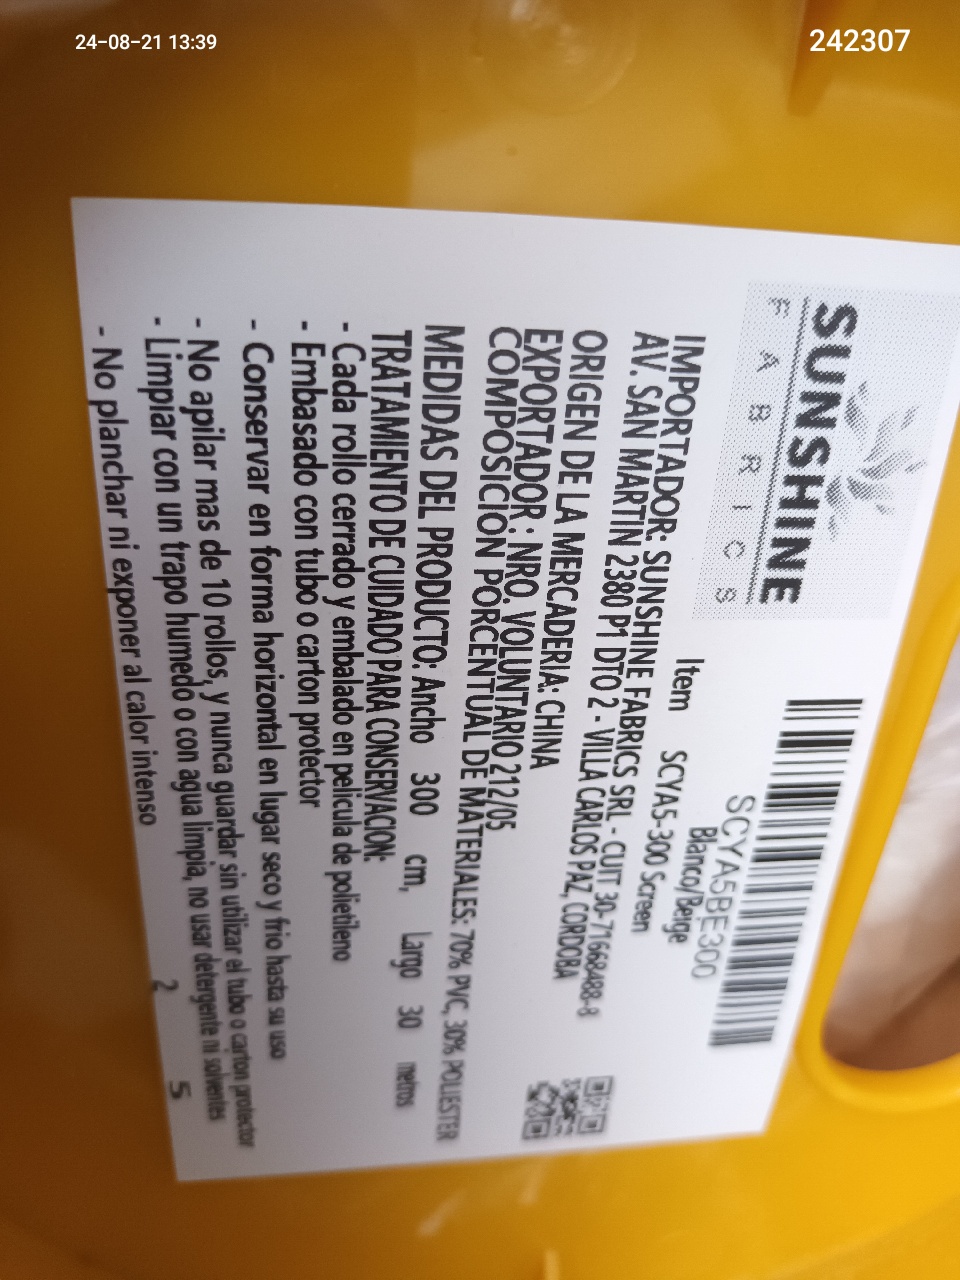 24-08-21 13:39
242307
SUNSHINE
FABRICS
SCYA5BE300
Blanco/Beige
Item SCYA5-300 Screen
IMPORTADOR: SUNSHINE FABRICS SRL - CUIT 30-71668488-8
AV. SAN MARTIN 2380 P1 DTO 2 - VILLA CARLOS PAZ, CORDOBA
ORIGEN DE LA MERCADERIA: CHINA
EXPORTADOR : NRO. VOLUNTARIO 212/05
COMPOSICION PORCENTUAL DE MATERIALES: 70% PVC, 30% POLIESTER
MEDIDAS DEL PRODUCTO: Ancho 300 cm, Largo 30 metros
TRATAMIENTO DE CUIDADO PARA CONSERVACION:
- Cada rollo cerrado y embalado en pelicula de polietileno
- Embasado con tubo o carton protector
- Conservar en forma horizontal en lugar seco y frio hasta su uso
- No apilar mas de 10 rollos, y nunca guardar sin utilizar el tubo o carton protector
- Limpiar con un trapo humedo o con agua limpia, no usar detergente ni solventes
- No planchar ni exponer al calor intenso
2 5